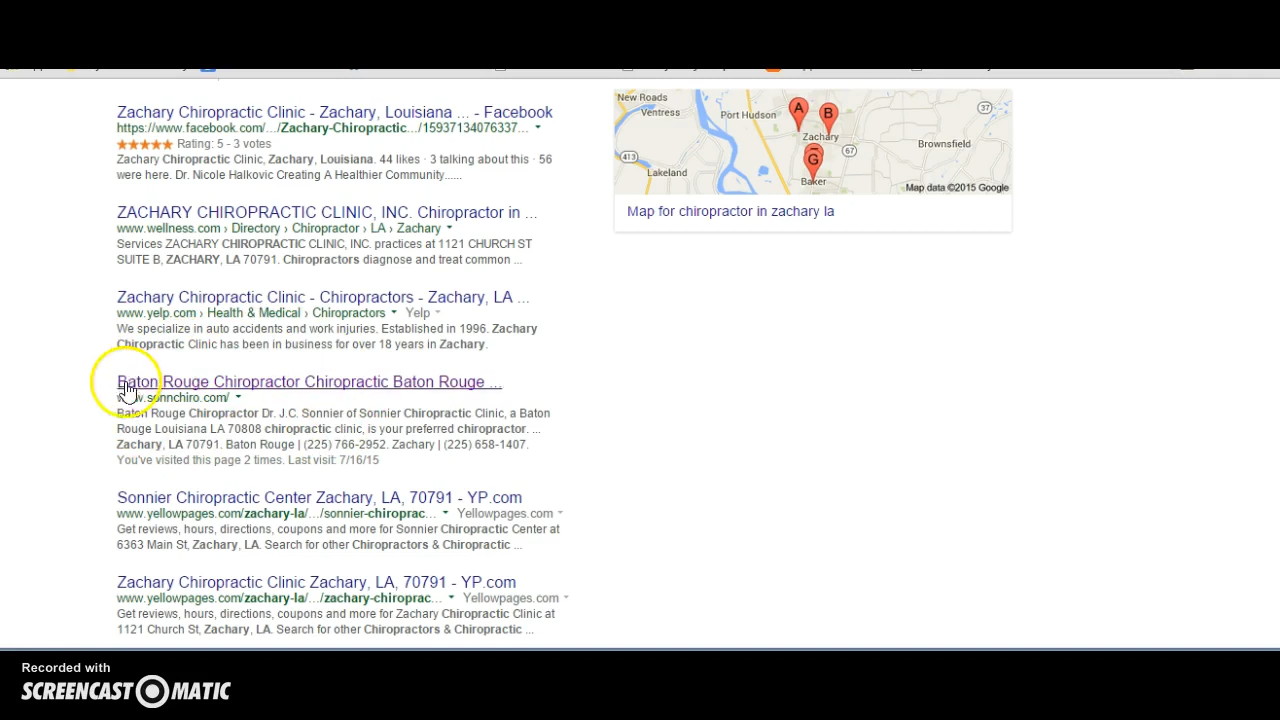 Zachary Chiropractic Clinic - Zachary, Louisiana ... - Facebook
https://www.facebook.com/.../Zachary-Chiropractic.../15937134076337...
Rating: 5 - 3 votes
Zachary Chiropractic Clinic, Zachary, Louisiana. 44 likes · 3 talking about this · 56
were here. Dr. Nicole Halkovic Creating A Healthier Community......
ZACHARY CHIROPRACTIC CLINIC, INC. Chiropractor in ...
www.wellness.com › Directory › Chiropractor › LA › Zachary
Services ZACHARY CHIROPRACTIC CLINIC, INC. practices at 1121 CHURCH ST
SUITE B, ZACHARY, LA 70791. Chiropractors diagnose and treat common ...
Zachary Chiropractic Clinic - Chiropractors - Zachary, LA ...
www.yelp.com › Health & Medical › Chiropractors Yelp
We specialize in auto accidents and work injuries. Established in 1996. Zachary
Chiropractic Clinic has been in business for over 18 years in Zachary.
Baton Rouge Chiropractor Chiropractic Baton Rouge ...
www.sonnchiro.com/
Baton Rouge Chiropractor Dr. J.C. Sonnier of Sonnier Chiropractic Clinic, a Baton
Rouge Louisiana LA 70808 chiropractic clinic, is your preferred chiropractor. ...
Zachary, LA 70791. Baton Rouge | (225) 766-2952. Zachary | (225) 658-1407.
You've visited this page 2 times. Last visit: 7/16/15
Sonnier Chiropractic Center Zachary, LA, 70791 - YP.com
www.yellowpages.com/zachary-la/.../sonnier-chiroprac... Yellowpages.com
Get reviews, hours, directions, coupons and more for Sonnier Chiropractic Center at
6363 Main St, Zachary, LA. Search for other Chiropractors & Chiropractic ...
Zachary Chiropractic Clinic Zachary, LA, 70791 - YP.com
www.yellowpages.com/zachary-la/.../zachary-chiroprac... Yellowpages.com
Get reviews, hours, directions, coupons and more for Zachary Chiropractic Clinic at
1121 Church St, Zachary, LA. Search for other Chiropractors & Chiropractic ...
New Roads
Ventress
Port Hudson
A
B
37
Zachary
Brownsfield
413
67
G
Lakeland
Baker
Map data ©2015 Google
Map for chiropractor in zachary la
Recorded with
SCREENCAST-O-MATIC